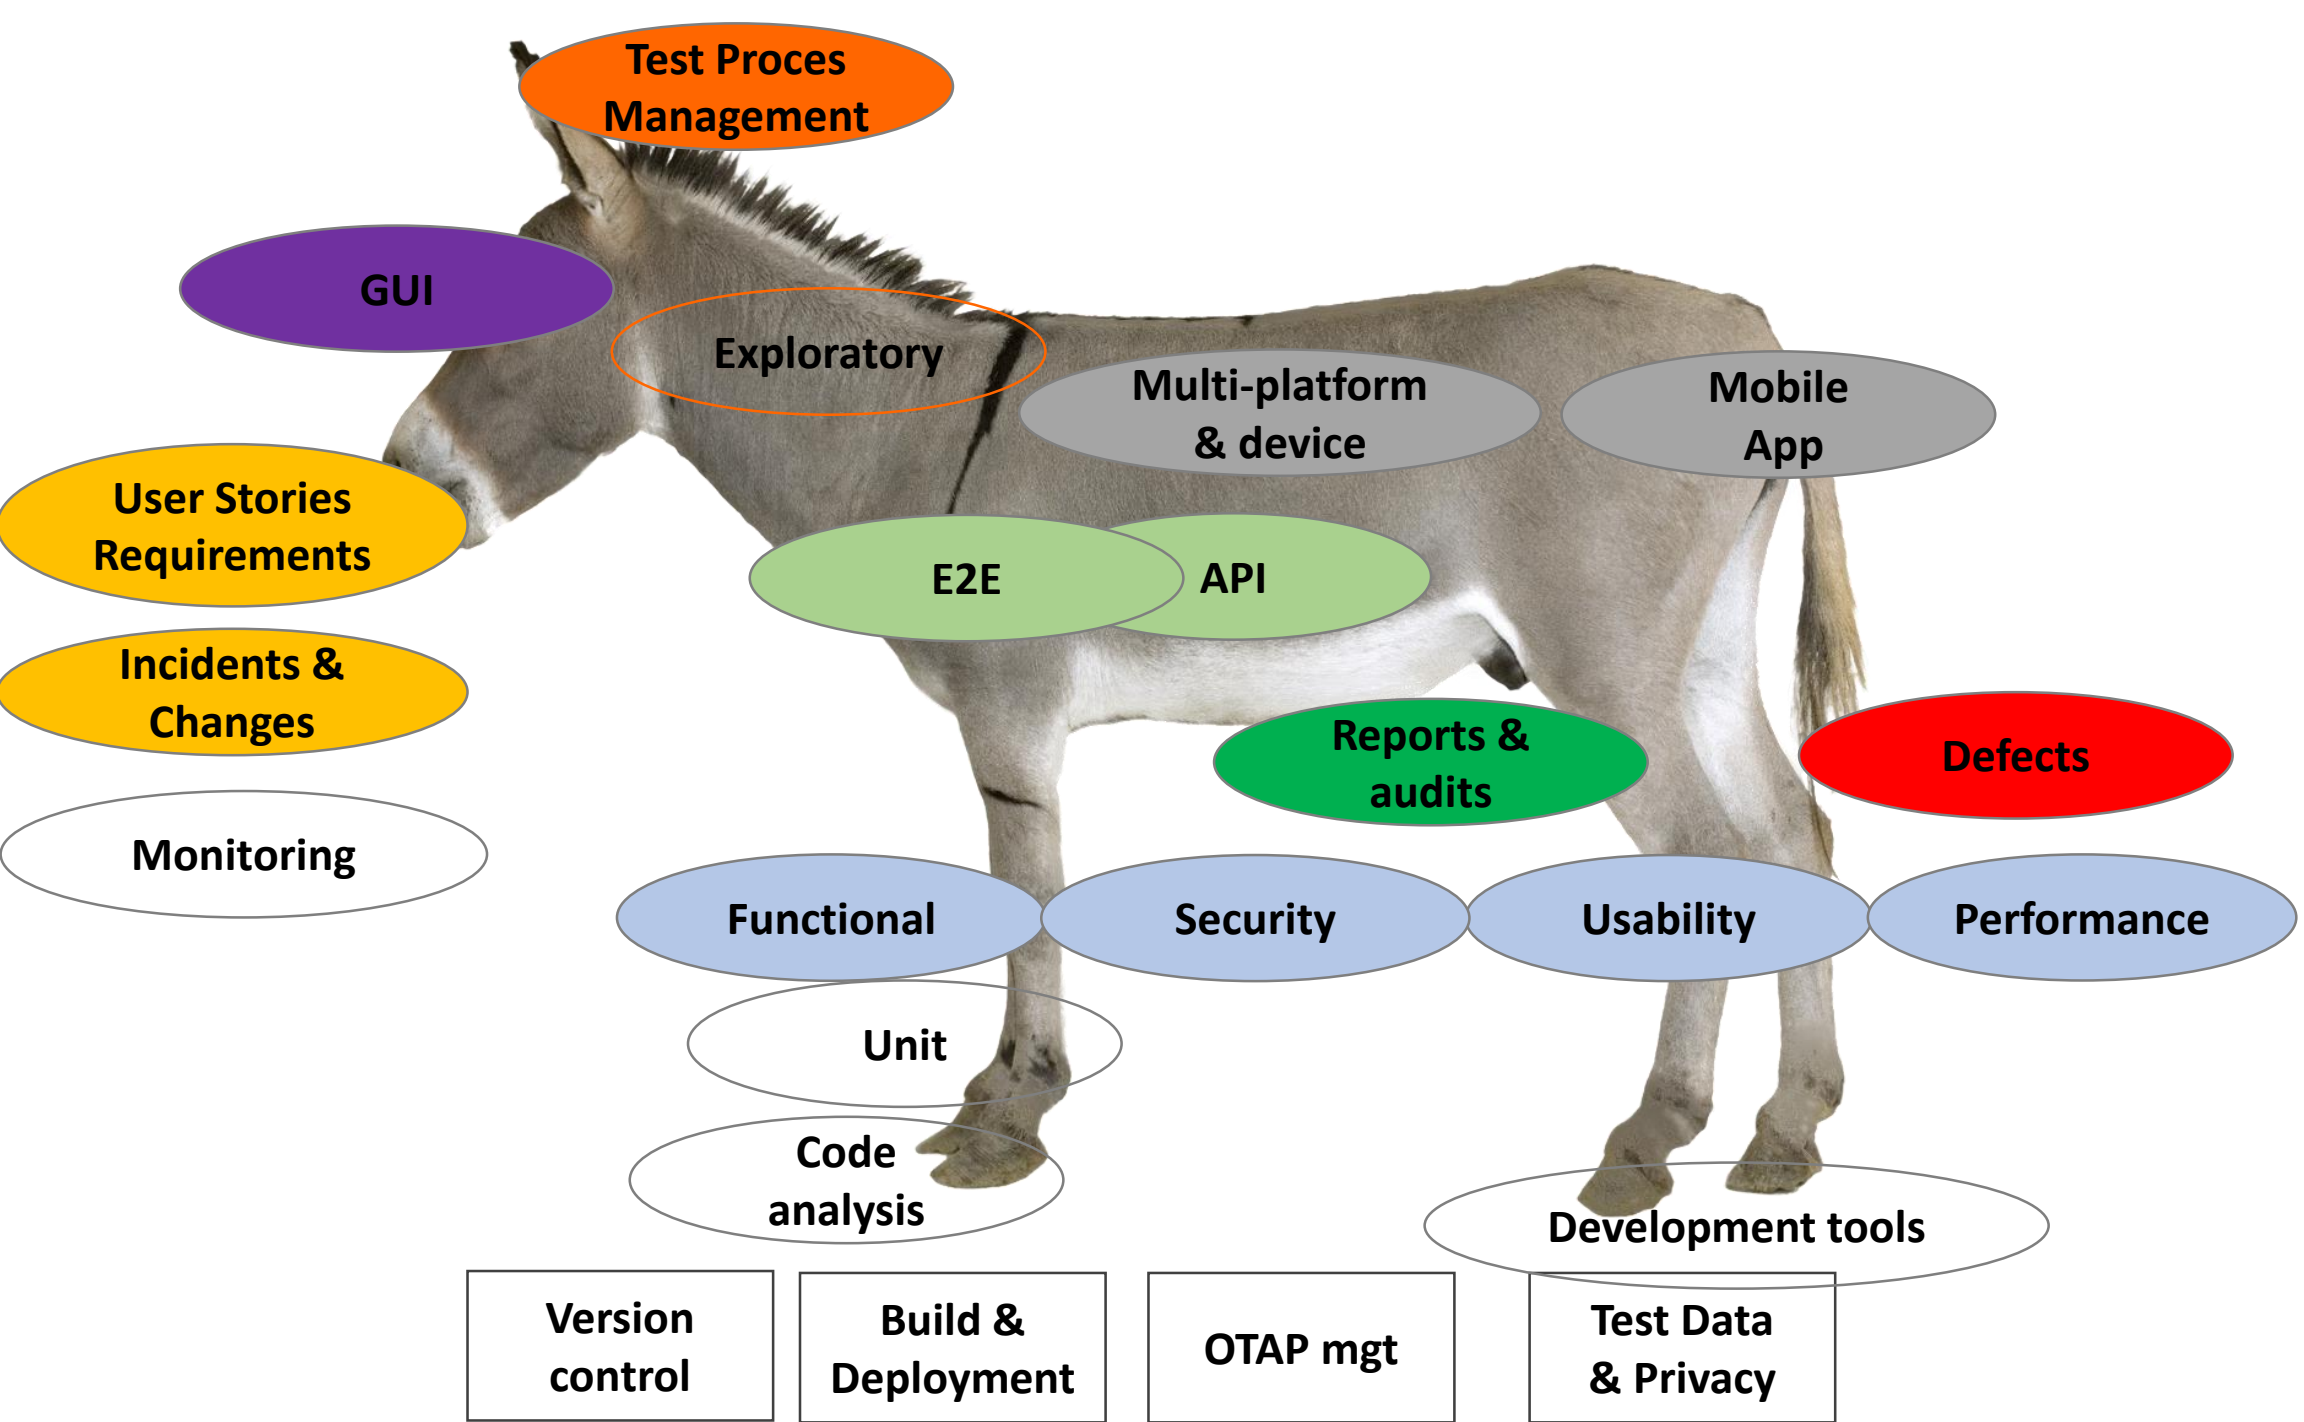 Test Proces
Management
GUI
Exploratory
Multi-platform
& device
Mobile
App
User Stories
Requirements
E2E
API
Incidents &
Changes
Reports &
audits
Defects
Monitoring
Functional
Security
Usability
Performance
Unit
Code
analysis
Development tools
Version
control
Build &
Deployment
OTAP mgt
Test Data
& Privacy